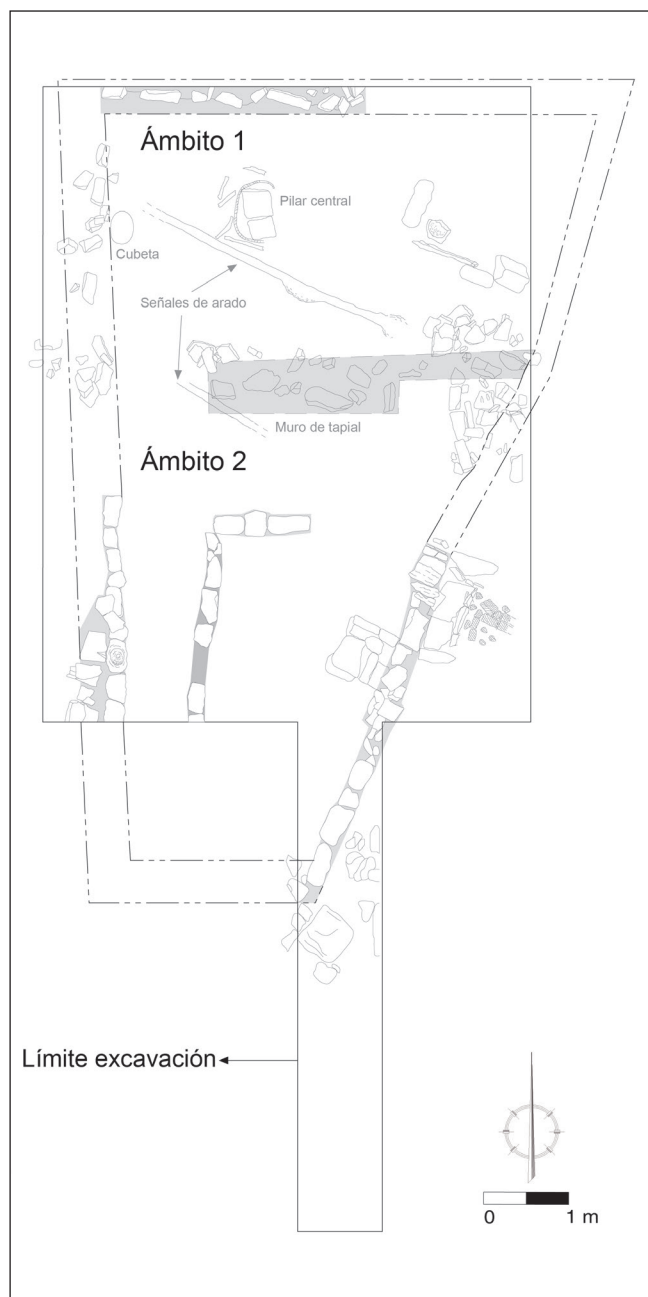 Ámbito 1
Pilar central
Cubeta
Señales de arado
Muro de tapial
Ámbito 2
Límite excavación
0 1 m